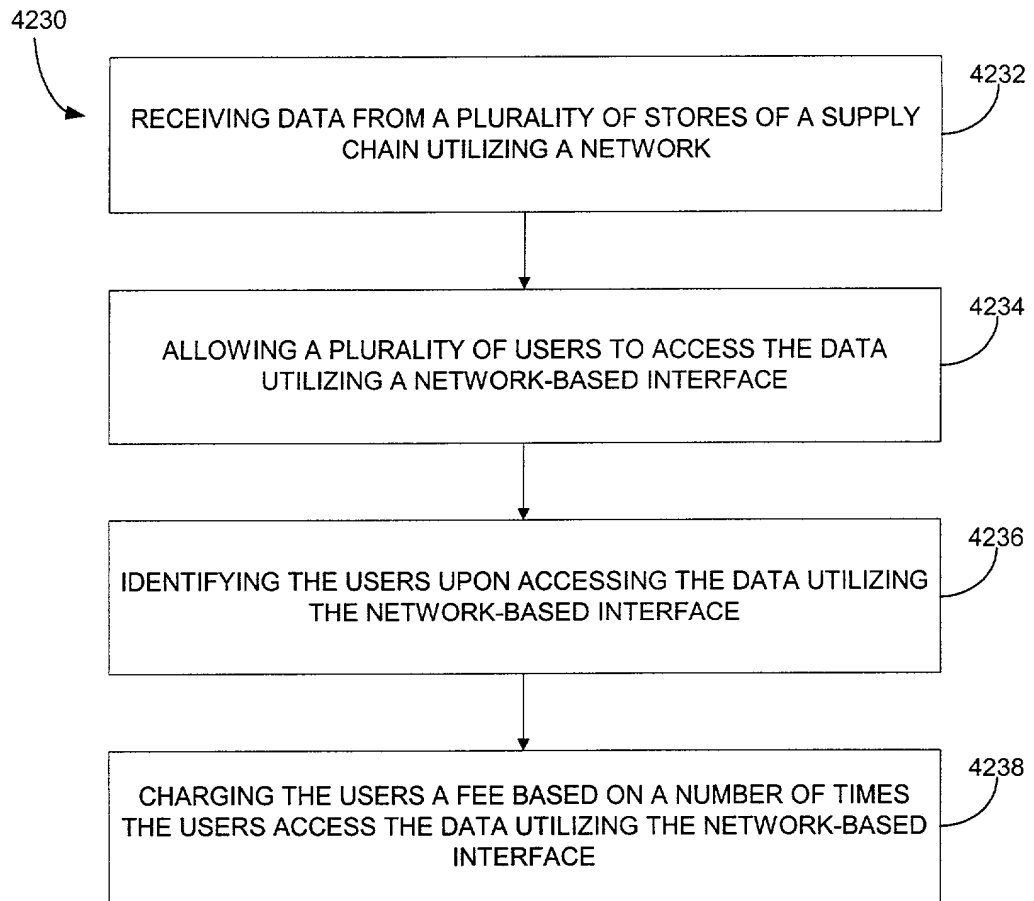 4230
4232
RECEIVING DATA FROM A PLURALITY OF STORES OF A SUPPLY
CHAIN UTILIZING A NETWORK
4234
ALLOWING A PLURALITY OF USERS TO ACCESS THE DATA
UTILIZING A NETWORK-BASED INTERFACE
4236
IDENTIFYING THE USERS UPON ACCESSING THE DATA UTILIZING
THE NETWORK-BASED INTERFACE
4238
CHARGING THE USERS A FEE BASED ON A NUMBER OF TIMES
THE USERS ACCESS THE DATA UTILIZING THE NETWORK-BASED
INTERFACE